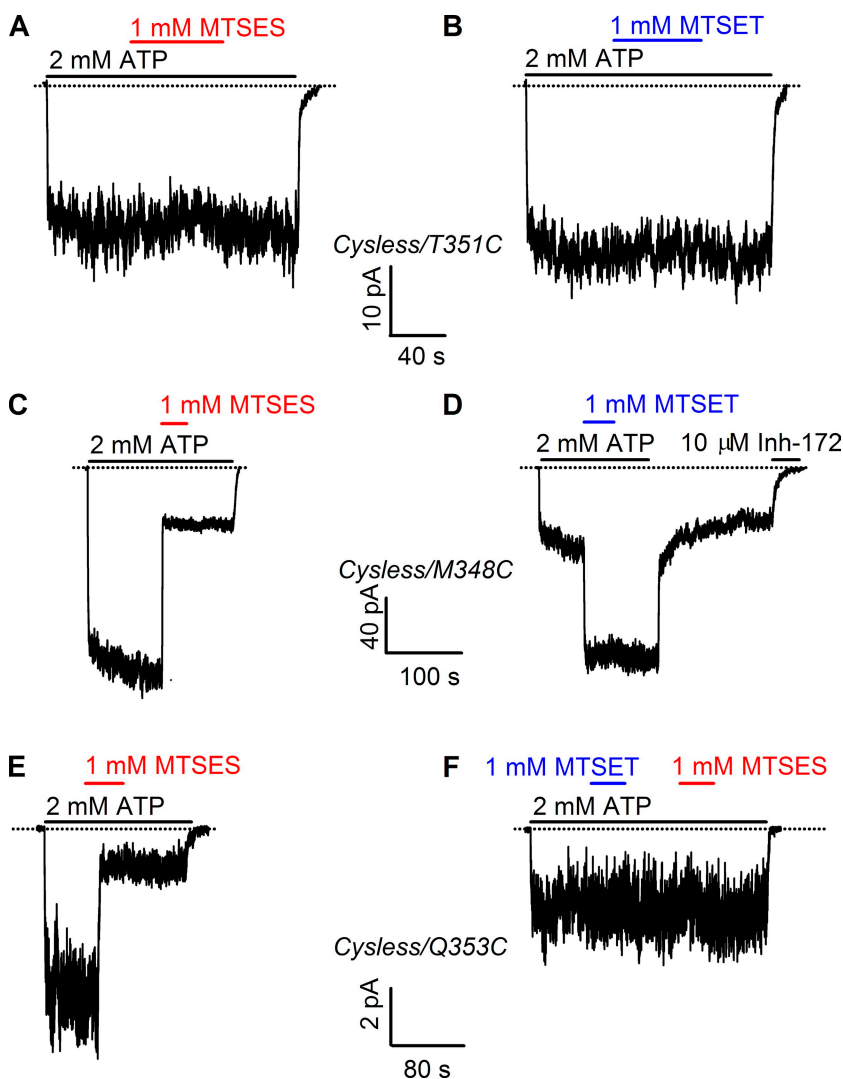 A
1 mM MTSES
2 mM ATP
B
1 mM MTSET
2 mM ATP
Cysless/T351C
10 pA
40 s
C
1 mM MTSES
2 mM ATP
D
1 mM MTSET
2 mM ATP
10 µM Inh-172
Cysless/M348C
40 pA
100 s
E
1 mM MTSES
2 mM ATP
F
1 mM MTSET
1 mM MTSES
2 mM ATP
Cysless/Q353C
2 pA
80 s